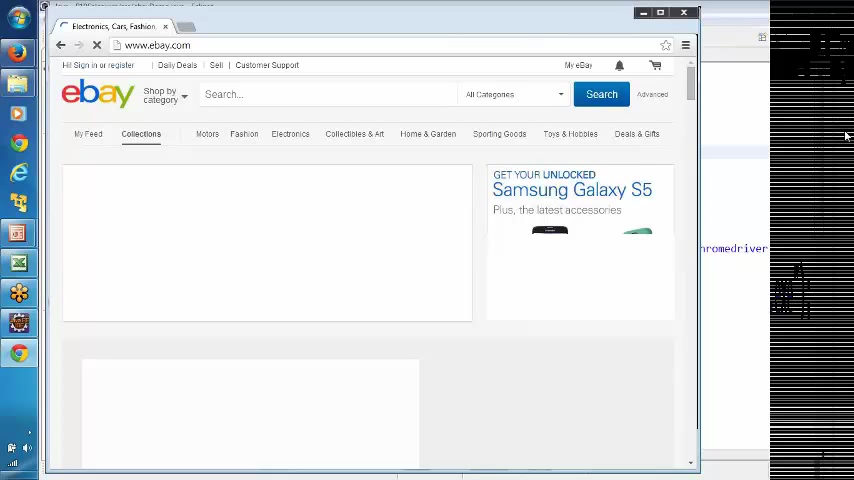 Electronics, Cars, Fashion,
www.ebay.com
Hi! Sign in or register
Daily Deals
Sell
Customer Support
My eBay
ebay
Shop by
category
Search...
All Categories
Search
Advanced
My Feed
Collections
Motors
Fashion
Electronics
Collectibles & Art
Home & Garden
Sporting Goods
Toys & Hobbies
Deals & Gifts
GET YOUR UNLOCKED
Samsung Galaxy S5
Plus, the latest accessories
hromedriver